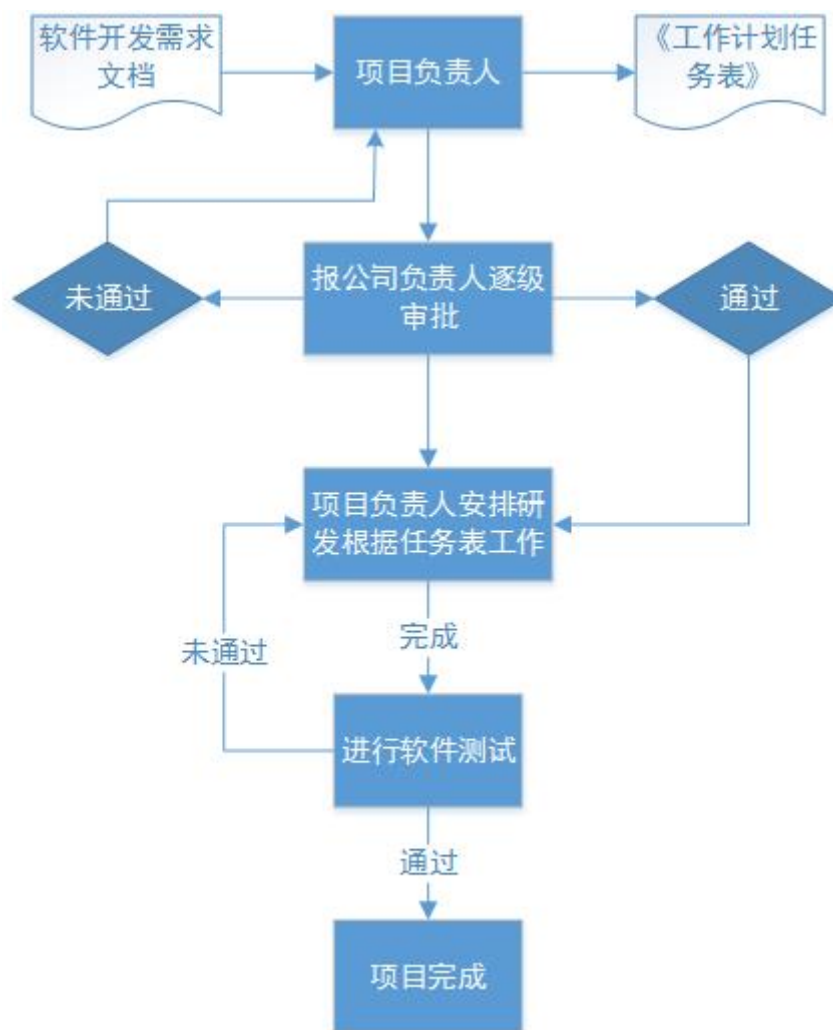 软件开发需求
文档
项目负责人
《工作计划任
务表》
未通过
报公司负责人逐级
审批
通过
项目负责人安排研
发根据任务表工作
未通过
完成
进行软件测试
通过
项目完成